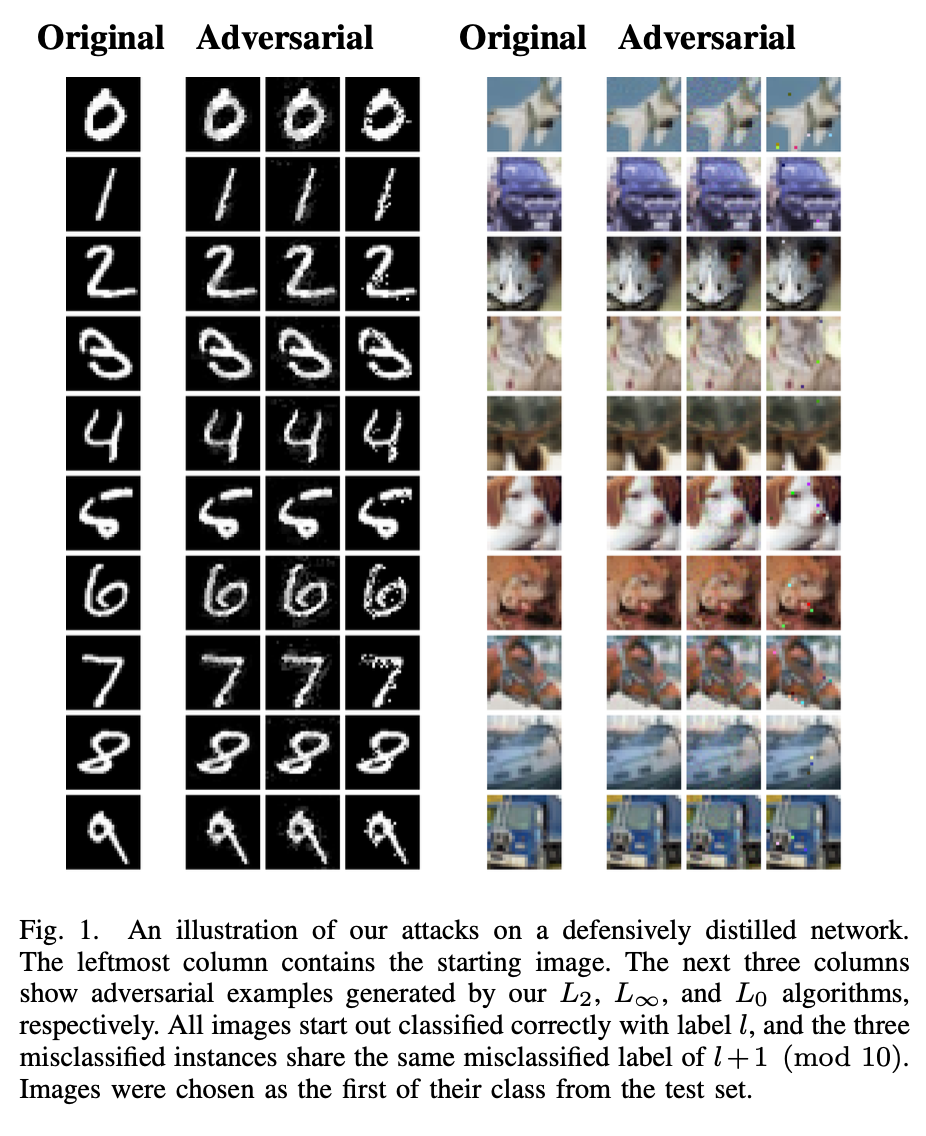 Original Adversarial Original Adversarial
0 0 0 0
1 1 1 1
2 2 2 2
3 3 3 3
4 4 4 4
5 5 5 5
6 6 6 6
7 7 7 7
8 8 8 8
9 9 9 9
Fig. 1. An illustration of our attacks on a defensively distilled network.
The leftmost column contains the starting image. The next three columns
show adversarial examples generated by our L₂, L∞, and L₀ algorithms,
respectively. All images start out classified correctly with label l, and the three
misclassified instances share the same misclassified label of l + 1 (mod 10).
Images were chosen as the first of their class from the test set.